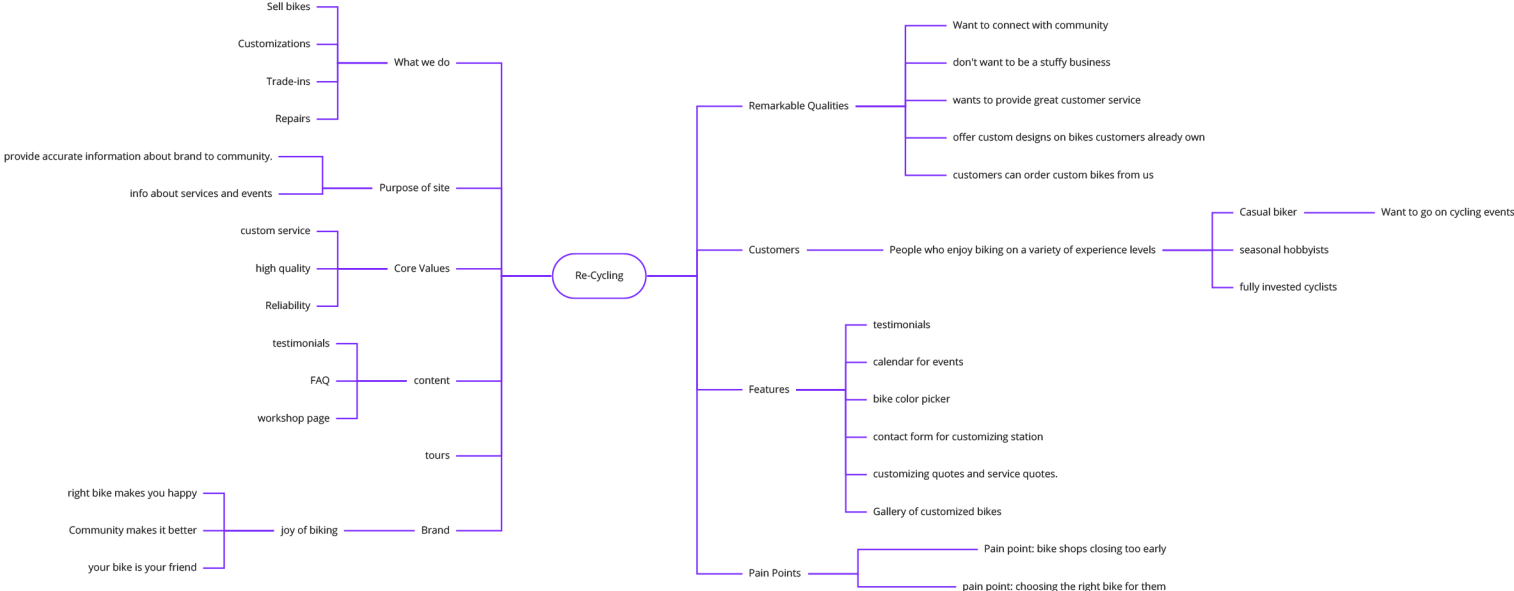 Re-Cycling
What we do
Sell bikes
Customizations
Trade-ins
Repairs
Purpose of site
provide accurate information about brand to community.
info about services and events
Core Values
custom service
high quality
Reliability
content
testimonials
FAQ
workshop page
tours
Brand
joy of biking
right bike makes you happy
Community makes it better
your bike is your friend
Remarkable Qualities
Want to connect with community
don't want to be a stuffy business
wants to provide great customer service
offer custom designs on bikes customers already own
customers can order custom bikes from us
Customers
People who enjoy biking on a variety of experience levels
Casual biker
Want to go on cycling events
seasonal hobbyists
fully invested cyclists
Features
testimonials
calendar for events
bike color picker
contact form for customizing station
customizing quotes and service quotes.
Gallery of customized bikes
Pain Points
Pain point: bike shops closing too early
pain point: choosing the right bike for them